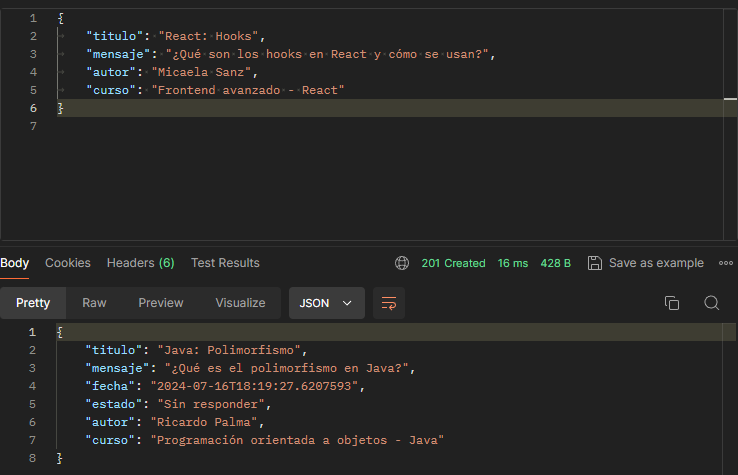 1 {
2 "titulo": "React: Hooks",
3 "mensaje": "¿Qué son los hooks en React y cómo se usan?",
4 "autor": "Micaela Sanz",
5 "curso": "Frontend avanzado - React"
6 }
7
Body Cookies Headers (6) Test Results 201 Created 16 ms 428 B Save as example
Pretty Raw Preview Visualize JSON
1 {
2 "titulo": "Java: Polimorfismo",
3 "mensaje": "¿Qué es el polimorfismo en Java?",
4 "fecha": "2024-07-16T18:19:27.6207593",
5 "estado": "Sin responder",
6 "autor": "Ricardo Palma",
7 "curso": "Programación orientada a objetos - Java"
8 }